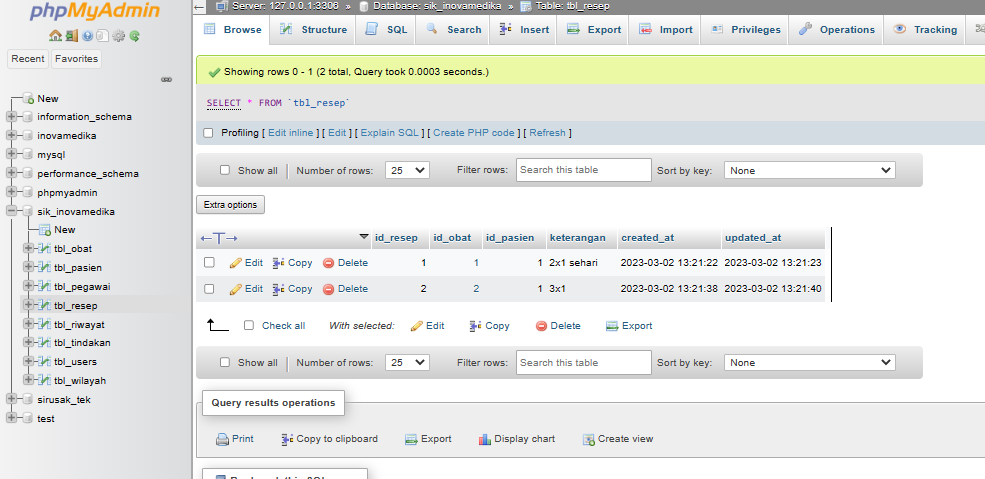 phpMyAdmin
Recent Favorites
New
information_schema
inovamedika
mysql
performance_schema
phpmyadmin
sik_inovamedika
New
tbl_obat
tbl_pasien
tbl_pegawai
tbl_resep
tbl_riwayat
tbl_tindakan
tbl_users
tbl_wilayah
sirusak_tek
test
Server: 127.0.0.1:3306 » Database: sik_inovamedika » Table: tbl_resep
Browse Structure SQL Search Insert Export Import Privileges Operations Tracking
Showing rows 0 - 1 (2 total, Query took 0.0003 seconds.)
SELECT * FROM `tbl_resep`
Profiling [ Edit inline ] [ Edit ] [ Explain SQL ] [ Create PHP code ] [ Refresh ]
Show all Number of rows: 25 Filter rows: Search this table Sort by key: None
Extra options
←T→ id_resep id_obat id_pasien keterangan created_at updated_at
Edit Copy Delete 1 1 1 2x1 sehari 2023-03-02 13:21:22 2023-03-02 13:21:23
Edit Copy Delete 2 2 1 3x1 2023-03-02 13:21:38 2023-03-02 13:21:40
Check all With selected: Edit Copy Delete Export
Show all Number of rows: 25 Filter rows: Search this table Sort by key: None
Query results operations
Print Copy to clipboard Export Display chart Create view